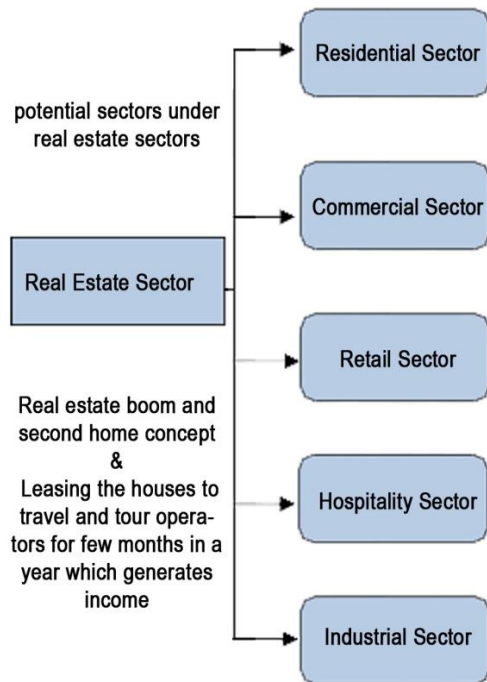 potential sectors under
real estate sectors
Real Estate Sector
Real estate boom and
second home concept
&
Leasing the houses to
travel and tour opera-
tors for few months in a
year which generates
income
Residential Sector
Commercial Sector
Retail Sector
Hospitality Sector
Industrial Sector